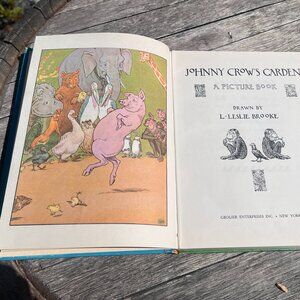 JOHNNY CROW'S GARDEN
A PICTURE BOOK
DRAWN BY
L·LESLIE BROOKE
GROLIER ENTERPRISES INC. · NEW YORK